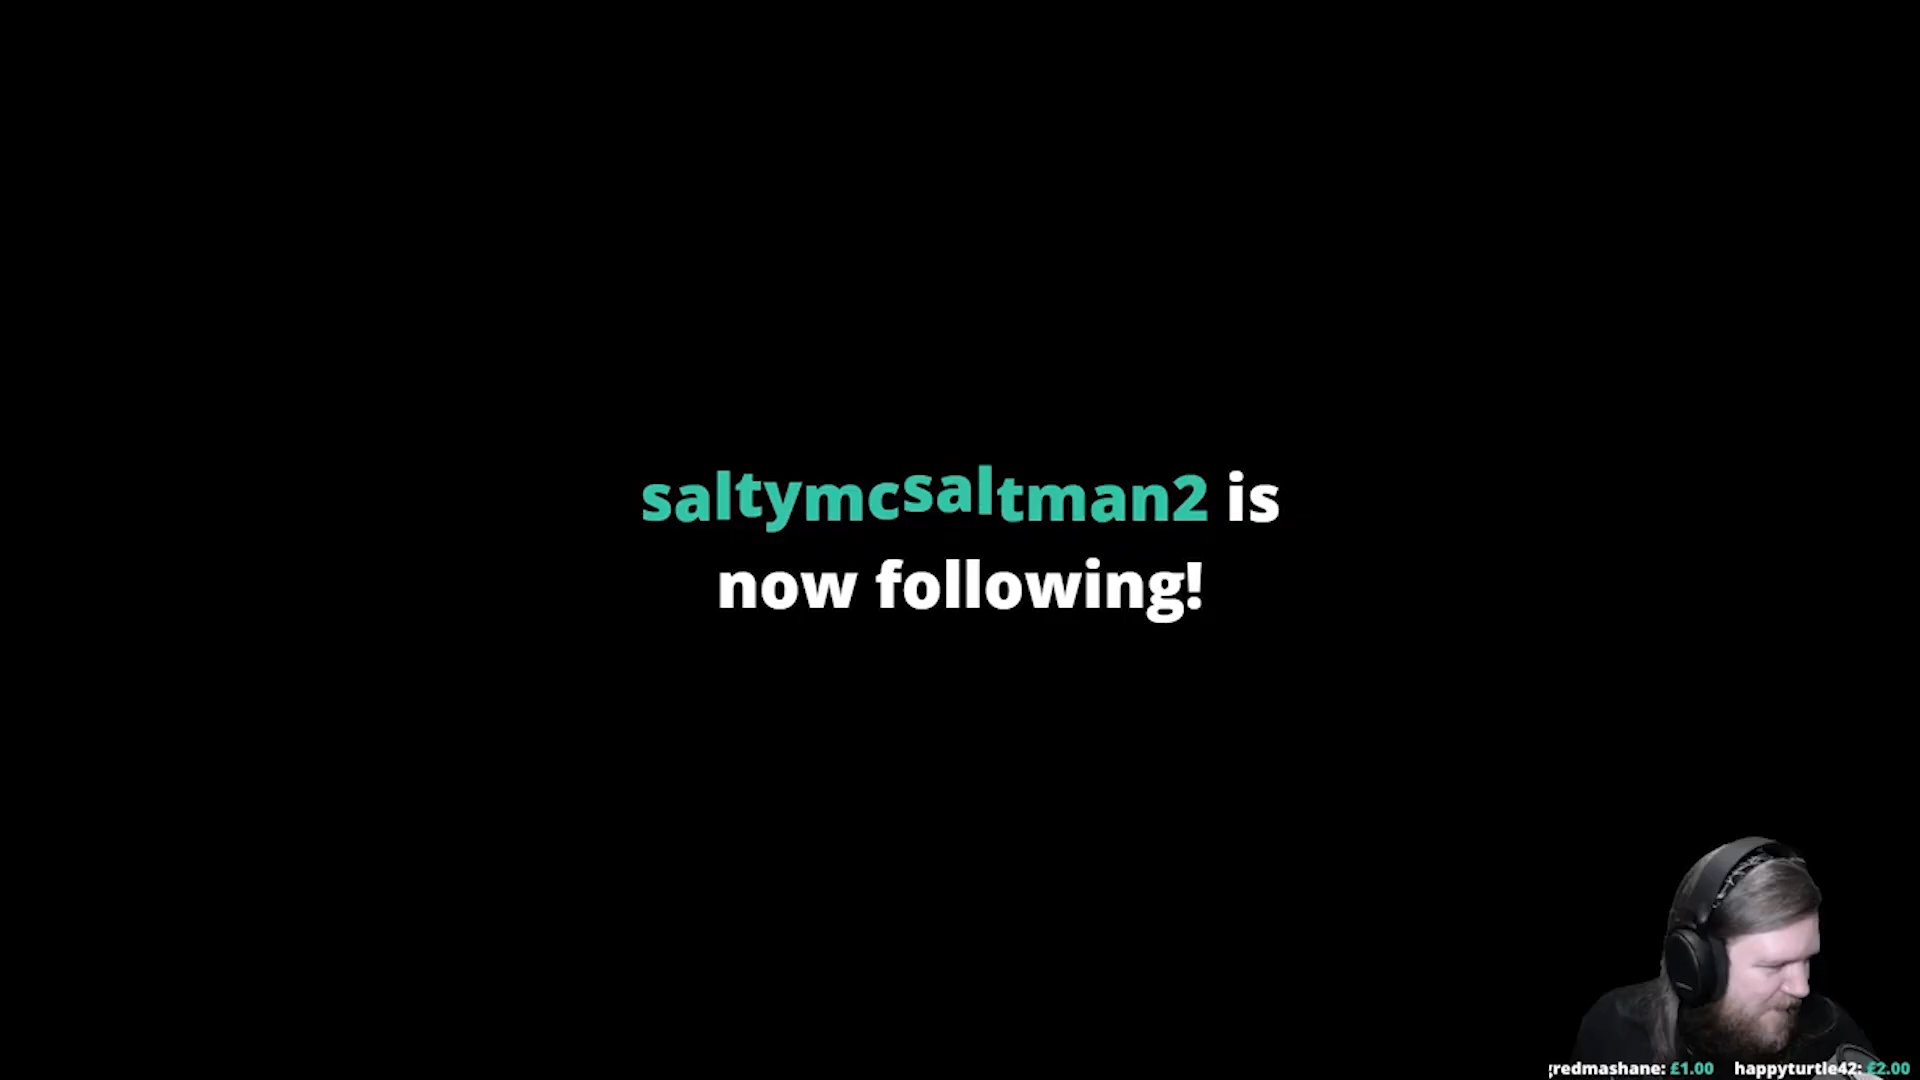 saltymcsaltman2 is
now following!
redmashane: £1.00 happyturtle42: £2.00